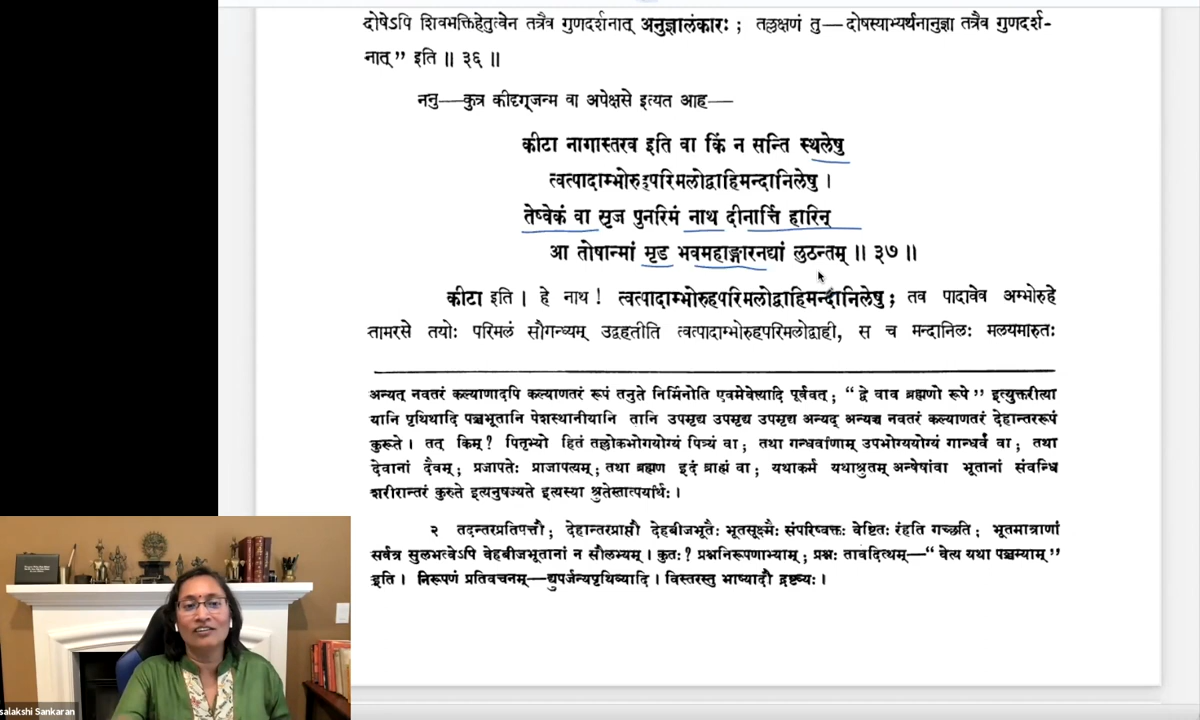 दोषेऽपि शिवभक्तिहेतुत्वेन तत्रैव गुणदर्शनात् अनुज्ञालंकारः ; तल्लक्षणं तु—दोषस्याभ्यर्थनानुज्ञा तत्रैव गुणदर्श-
नात्” इति ॥ ३६ ॥
ननु—कुत्र कीदृग्जन्म वा अपेक्षसे इत्यत आह—
कीटा नागास्तरव इति वा किं न सन्ति स्थलेषु
त्वत्पादाम्भोरुहपरिमलोद्वाहिमन्दानिलेषु ।
तेष्वेकं वा सृज पुनरिमं नाथ दीनार्त्ति हारिन्
आ तोषान्मां मृड भवमहाङ्गारनद्यां लुठन्तम् ॥ ३७ ॥
कीटा इति । हे नाथ ! त्वत्पादाम्भोरुहपरिमलोद्वाहिमन्दानिलेषु ; तव पादावेव अम्भोरुहे
तामरसे तयोः परिमलं सौगन्ध्यम् उद्वहतीति त्वत्पादाम्भोरुहपरिमलोद्वाही, स च मन्दानिलः मलयमारुतः
अन्यत् नवतरं कल्याणादपि कल्याणतरं रूपं तनुते निर्मिनोति एवमेवेत्यादि पूर्ववत् ; “ द्वे वाव ब्रह्मणो रूपे ” इत्युक्तरीत्या
यानि पृथिव्यादि पञ्चभूतानि पेशस्थानीयानि तानि उपमृद्य उपमृद्य उपमृद्य अन्यद् अन्यच्च नवतरं कल्याणतरं देहान्तररूपं
कुरुते । तत् किम् ? पितृभ्यो हितं तल्लोकभोगयोग्यं पित्र्यं वा ; तथा गन्धर्वाणाम् उपभोग्ययोग्यं गान्धर्वं वा ; तथा
देवानां दैवम् ; प्रजापतेः प्राजापत्यम् ; तथा ब्रह्मण इदं ब्राह्मं वा ; यथाकर्म यथाश्रुतम् अन्येषांवा भूतानां संबन्धि
शरीरान्तरं कुरुते इत्यनुषज्यते इत्यस्या श्रुतेस्तात्पर्यार्थः ।
२ तदन्तरप्रतिपत्तौ ; देहान्तरप्राप्तौ देहबीजभूतैः भूतसूक्ष्मैः संपरिष्वक्तः वेष्टितः रंहति गच्छति ; भूतमात्राणां
सर्वत्र सुलभत्वेऽपि देहबीजभूतानां न सौलभ्यम् । कुतः ? प्रश्ननिरूपणाभ्याम् ; प्रश्नः तावदित्थम्—“ वेत्थ यथा पञ्चम्याम् ”
इति । निरूपणं प्रतिवचनम्—द्युपर्जन्यपृथिव्यादि । विस्तरस्तु भाष्यादौ द्रष्टव्यः ।
salakshi Sankaran